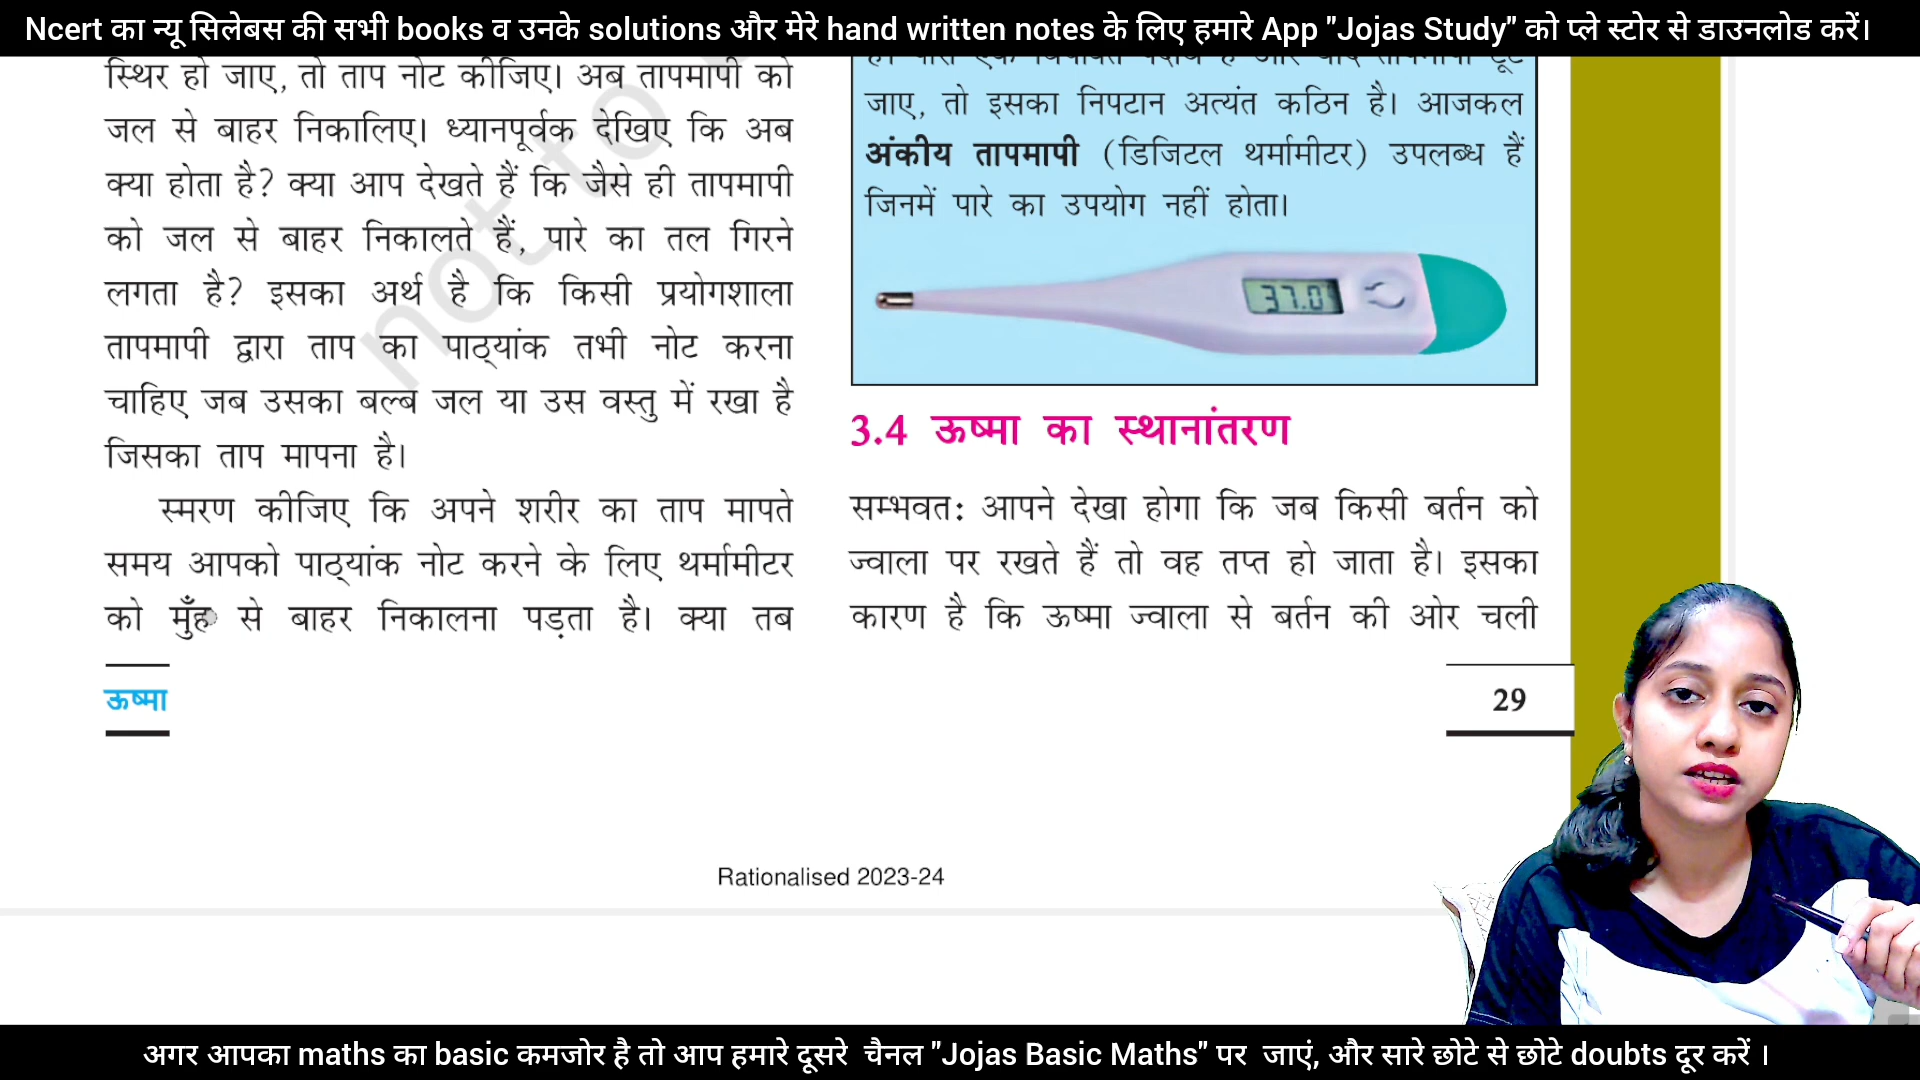 Ncert का न्यू सिलेबस की सभी books व उनके solutions और मेरे hand written notes के लिए हमारे App "Jojas Study" को प्ले स्टोर से डाउनलोड करें।
स्थिर हो जाए, तो ताप नोट कीजिए। अब तापमापी को
जल से बाहर निकालिए। ध्यानपूर्वक देखिए कि अब
क्या होता है? क्या आप देखते हैं कि जैसे ही तापमापी
को जल से बाहर निकालते हैं, पारे का तल गिरने
लगता है? इसका अर्थ है कि किसी प्रयोगशाला
तापमापी द्वारा ताप का पाठ्यांक तभी नोट करना
चाहिए जब उसका बल्ब जल या उस वस्तु में रखा है
जिसका ताप मापना है।
स्मरण कीजिए कि अपने शरीर का ताप मापते
समय आपको पाठ्यांक नोट करने के लिए थर्मामीटर
को मुँह से बाहर निकालना पड़ता है। क्या तब
जाए, तो इसका निपटान अत्यंत कठिन है। आजकल
अंकीय तापमापी (डिजिटल थर्मामीटर) उपलब्ध हैं
जिनमें पारे का उपयोग नहीं होता।
37.0
3.4 ऊष्मा का स्थानांतरण
सम्भवत: आपने देखा होगा कि जब किसी बर्तन को
ज्वाला पर रखते हैं तो वह तप्त हो जाता है। इसका
कारण है कि ऊष्मा ज्वाला से बर्तन की ओर चली
ऊष्मा
29
Rationalised 2023-24
not to
अगर आपका maths का basic कमजोर है तो आप हमारे दूसरे चैनल "Jojas Basic Maths" पर जाएं, और सारे छोटे से छोटे doubts दूर करें ।